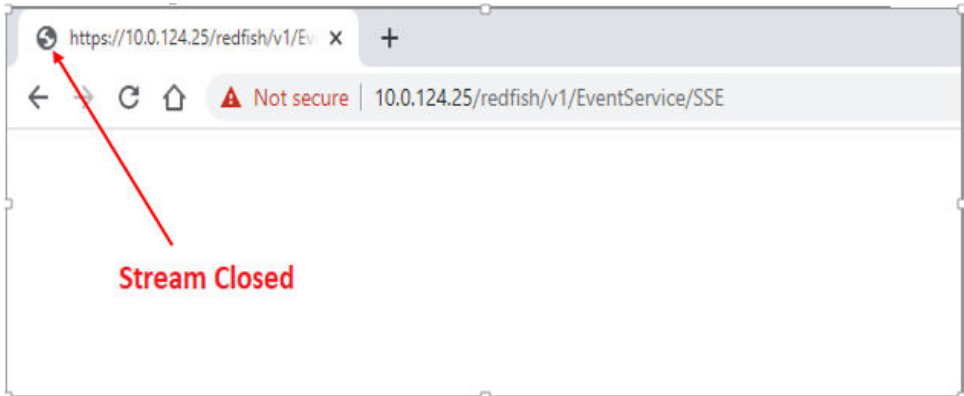 https://10.0.124.25/redfish/v1/Ev
Not secure | 10.0.124.25/redfish/v1/EventService/SSE
Stream Closed